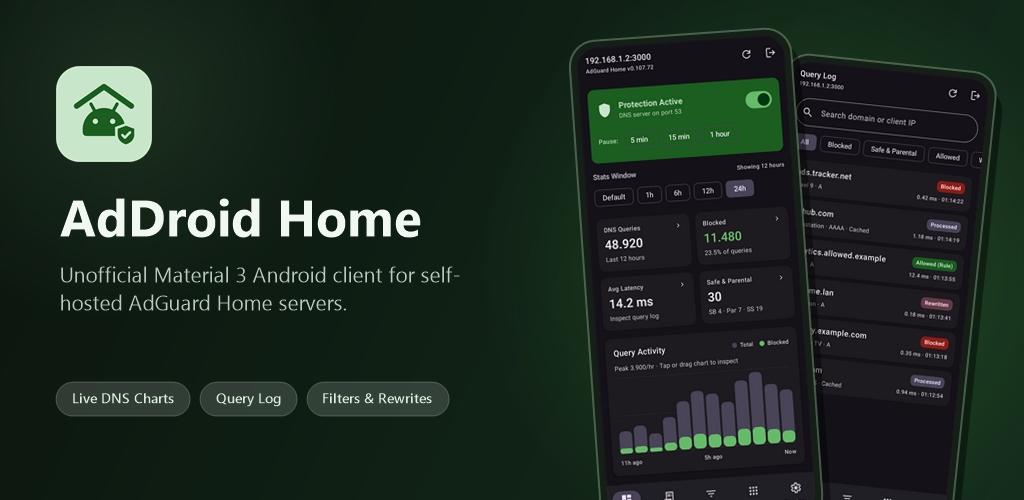 AdDroid Home
Unofficial Material 3 Android client for self-
hosted AdGuard Home servers.
Live DNS Charts
Query Log
Filters & Rewrites
192.168.1.2:3000
AdGuard Home v0.107.72
Protection Active
DNS server on port 53
Pause:
5 min
15 min
1 hour
Stats Window
Showing 12 hours
Default
1h
6h
12h
24h
DNS Queries
48.920
Last 12 hours
Blocked
11.480
23.5% of queries
Avg Latency
14.2 ms
Inspect query log
Safe & Parental
30
SB 4 · Par 7 · SS 19
Query Activity
Total
Blocked
Peak 3.900/hr · Tap or drag chart to inspect
11h ago
5h ago
Now
Query Log
192.168.1.2:3000
Search domain or client IP
All
Blocked
Safe & Parental
Allowed
ds.tracker.net
Blocked
0.42 ms · 01:14:22
hub.com
Processed
station · AAAA · Cached
1.18 ms · 01:14:19
ytics.allowed.example
Allowed (Rule)
12.4 ms · 01:13:55
me.lan
Rewritten
0.18 ms · 01:13:41
y.example.com
Blocked
TV · A
0.35 ms · 01:13:18
Processed
Cached
0.94 ms · 01:12:54